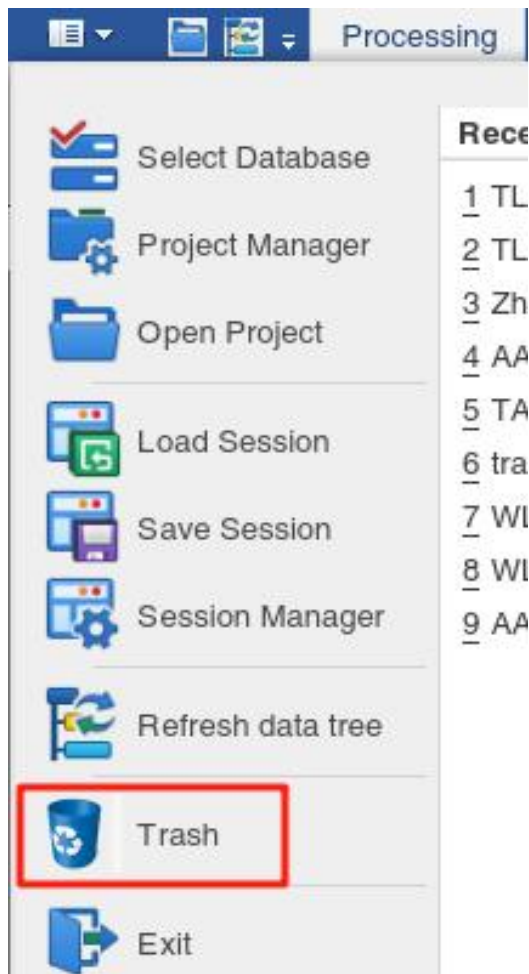 Processing
Select Database
Project Manager
Open Project
Load Session
Save Session
Session Manager
Refresh data tree
Trash
Exit
Rece
1 TL
2 TL
3 Zh
4 AA
5 TA
6 tra
7 WL
8 WL
9 AA